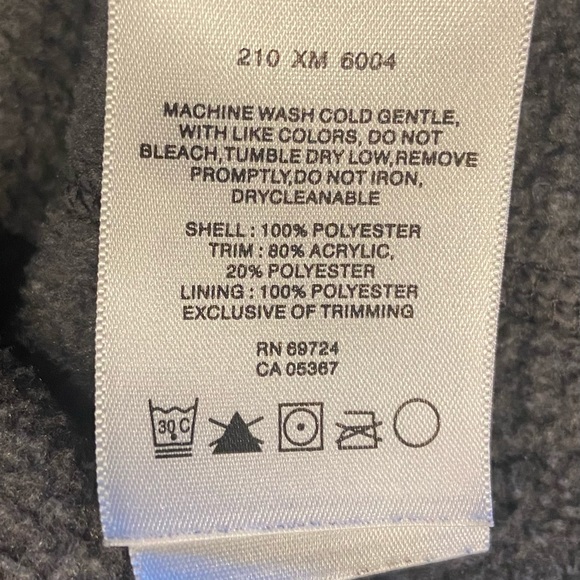 210 XM 6004
MACHINE WASH COLD GENTLE,
WITH LIKE COLORS, DO NOT
BLEACH,TUMBLE DRY LOW,REMOVE
PROMPTLY,DO NOT IRON,
DRYCLEANABLE
SHELL : 100% POLYESTER
TRIM : 80% ACRYLIC,
20% POLYESTER
LINING : 100% POLYESTER
EXCLUSIVE OF TRIMMING
RN 69724
CA 05367
30 C